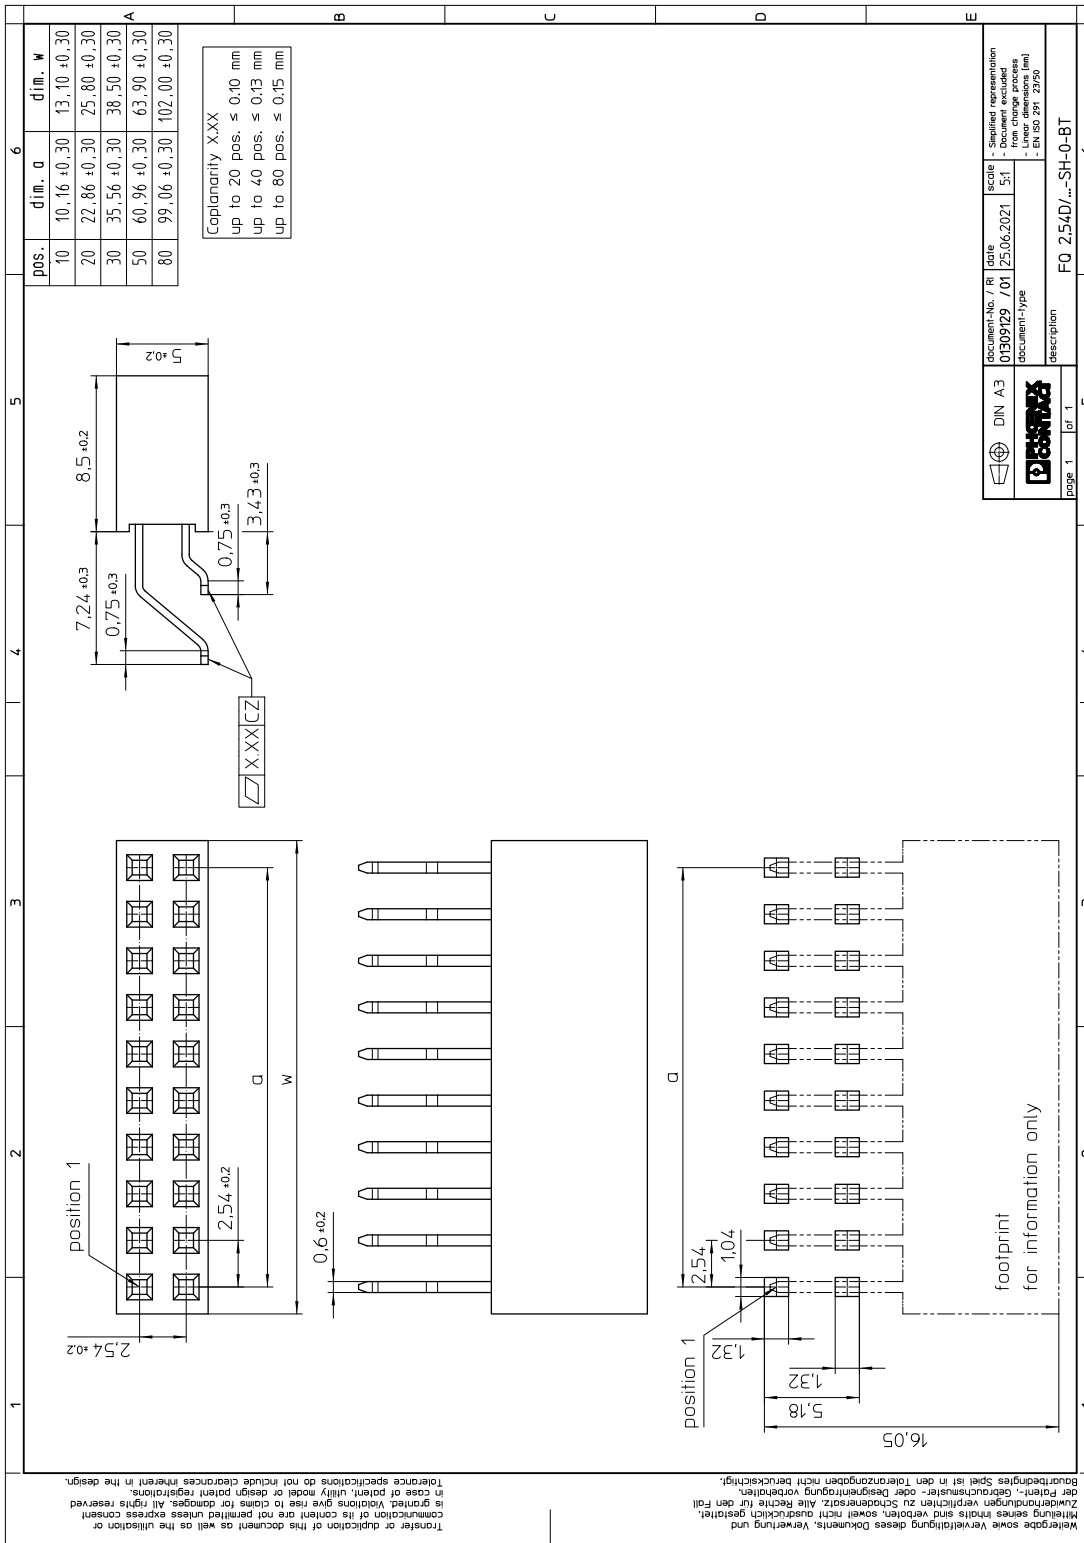 A
B
C
D
E
6
5
4
3
2
1
pos. dim. a dim. w
10 10,16 ±0,30 13,10 ±0,30
20 22,86 ±0,30 25,80 ±0,30
30 35,56 ±0,30 38,50 ±0,30
50 60,96 ±0,30 63,90 ±0,30
80 99,06 ±0,30 102,00 ±0,30
Coplanarity X.XX
up to 20 pos. ≤ 0.10 mm
up to 40 pos. ≤ 0.13 mm
up to 80 pos. ≤ 0.15 mm
7,24 ±0,3
8,5 ±0,2
5 ±0,2
0,75 ±0,3
0,75 ±0,3
3,43 ±0,3
X.XX CZ
position 1
2,54 ±0,2
2,54 ±0,2
a
w
0,6 ±0,2
a
2,54
1,04
position 1
1,32
1,32
5,18
16,05
footprint
for information only
DIN A3
PHOENIX
CONTACT
page 1 of 1
document-No. / RI
01309129 / 01
date
25.06.2021
scale
5:1
- Simplified representation
- Document excluded
from change process
- Linear dimensions [mm]
- EN ISO 291 23/50
document-type
description
FQ 2,54D/...-SH-0-BT
Weitergabe sowie Vervielfältigung dieses Dokuments, Verwertung und
Mitteilung seines Inhalts sind verboten, soweit nicht ausdrücklich gestattet.
Zuwiderhandlungen verpflichten zu Schadenersatz. Alle Rechte für den Fall
der Patent-, Gebrauchsmuster- oder Designeintragung vorbehalten.
Bauartbedingtes Spiel ist in den Toleranzangaben nicht berücksichtigt.
Transfer or duplication of this document as well as the utilisation or
communication of its content are not permitted unless express consent
is granted. Violations give rise to claims for damages. All rights reserved
in case of patent, utility model or design patent registrations.
Tolerance specifications do not include clearances inherent in the design.